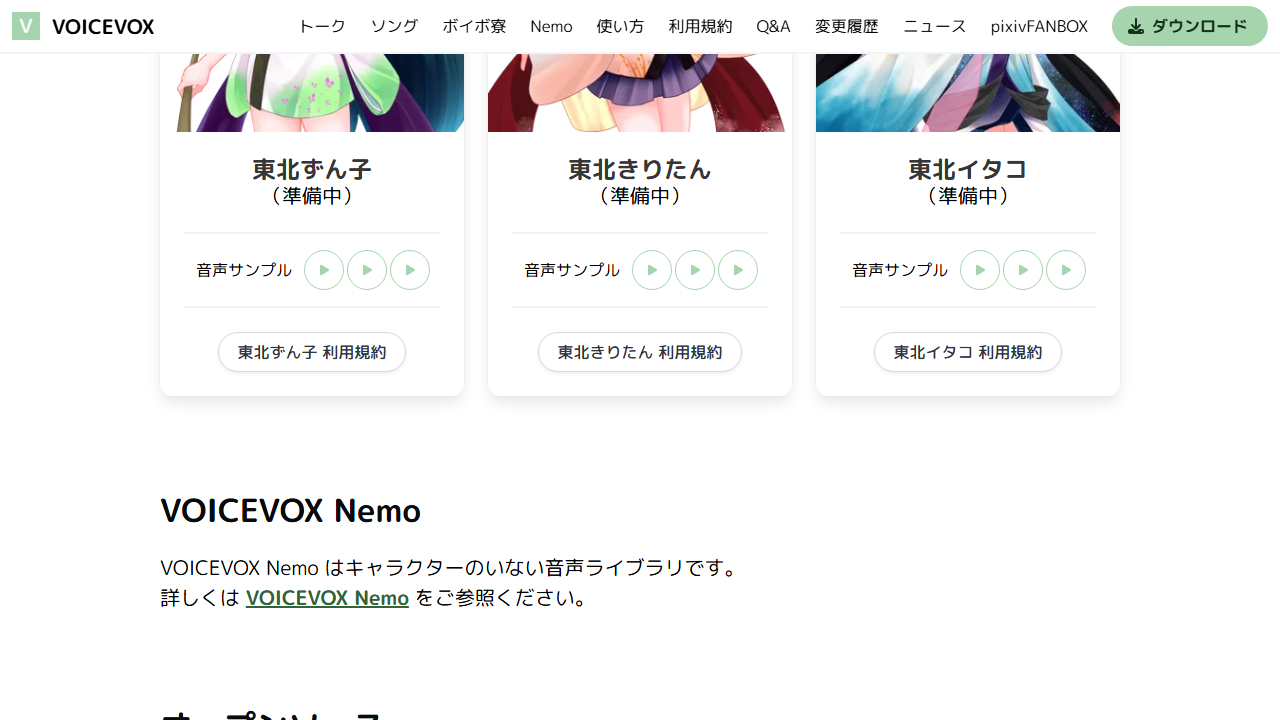 V VOICEVOX トーク ソング ボイボ寮 Nemo 使い方 利用規約 Q&A 変更履歴 ニュース pixivFANBOX ダウンロード
東北ずん子
（準備中）
音声サンプル
東北ずん子 利用規約
東北きりたん
（準備中）
音声サンプル
東北きりたん 利用規約
東北イタコ
（準備中）
音声サンプル
東北イタコ 利用規約
VOICEVOX Nemo
VOICEVOX Nemo はキャラクターのいない音声ライブラリです。
詳しくは VOICEVOX Nemo をご参照ください。
オープンソース